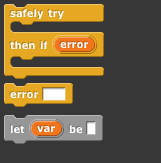 safely try
then if error
error
let var be